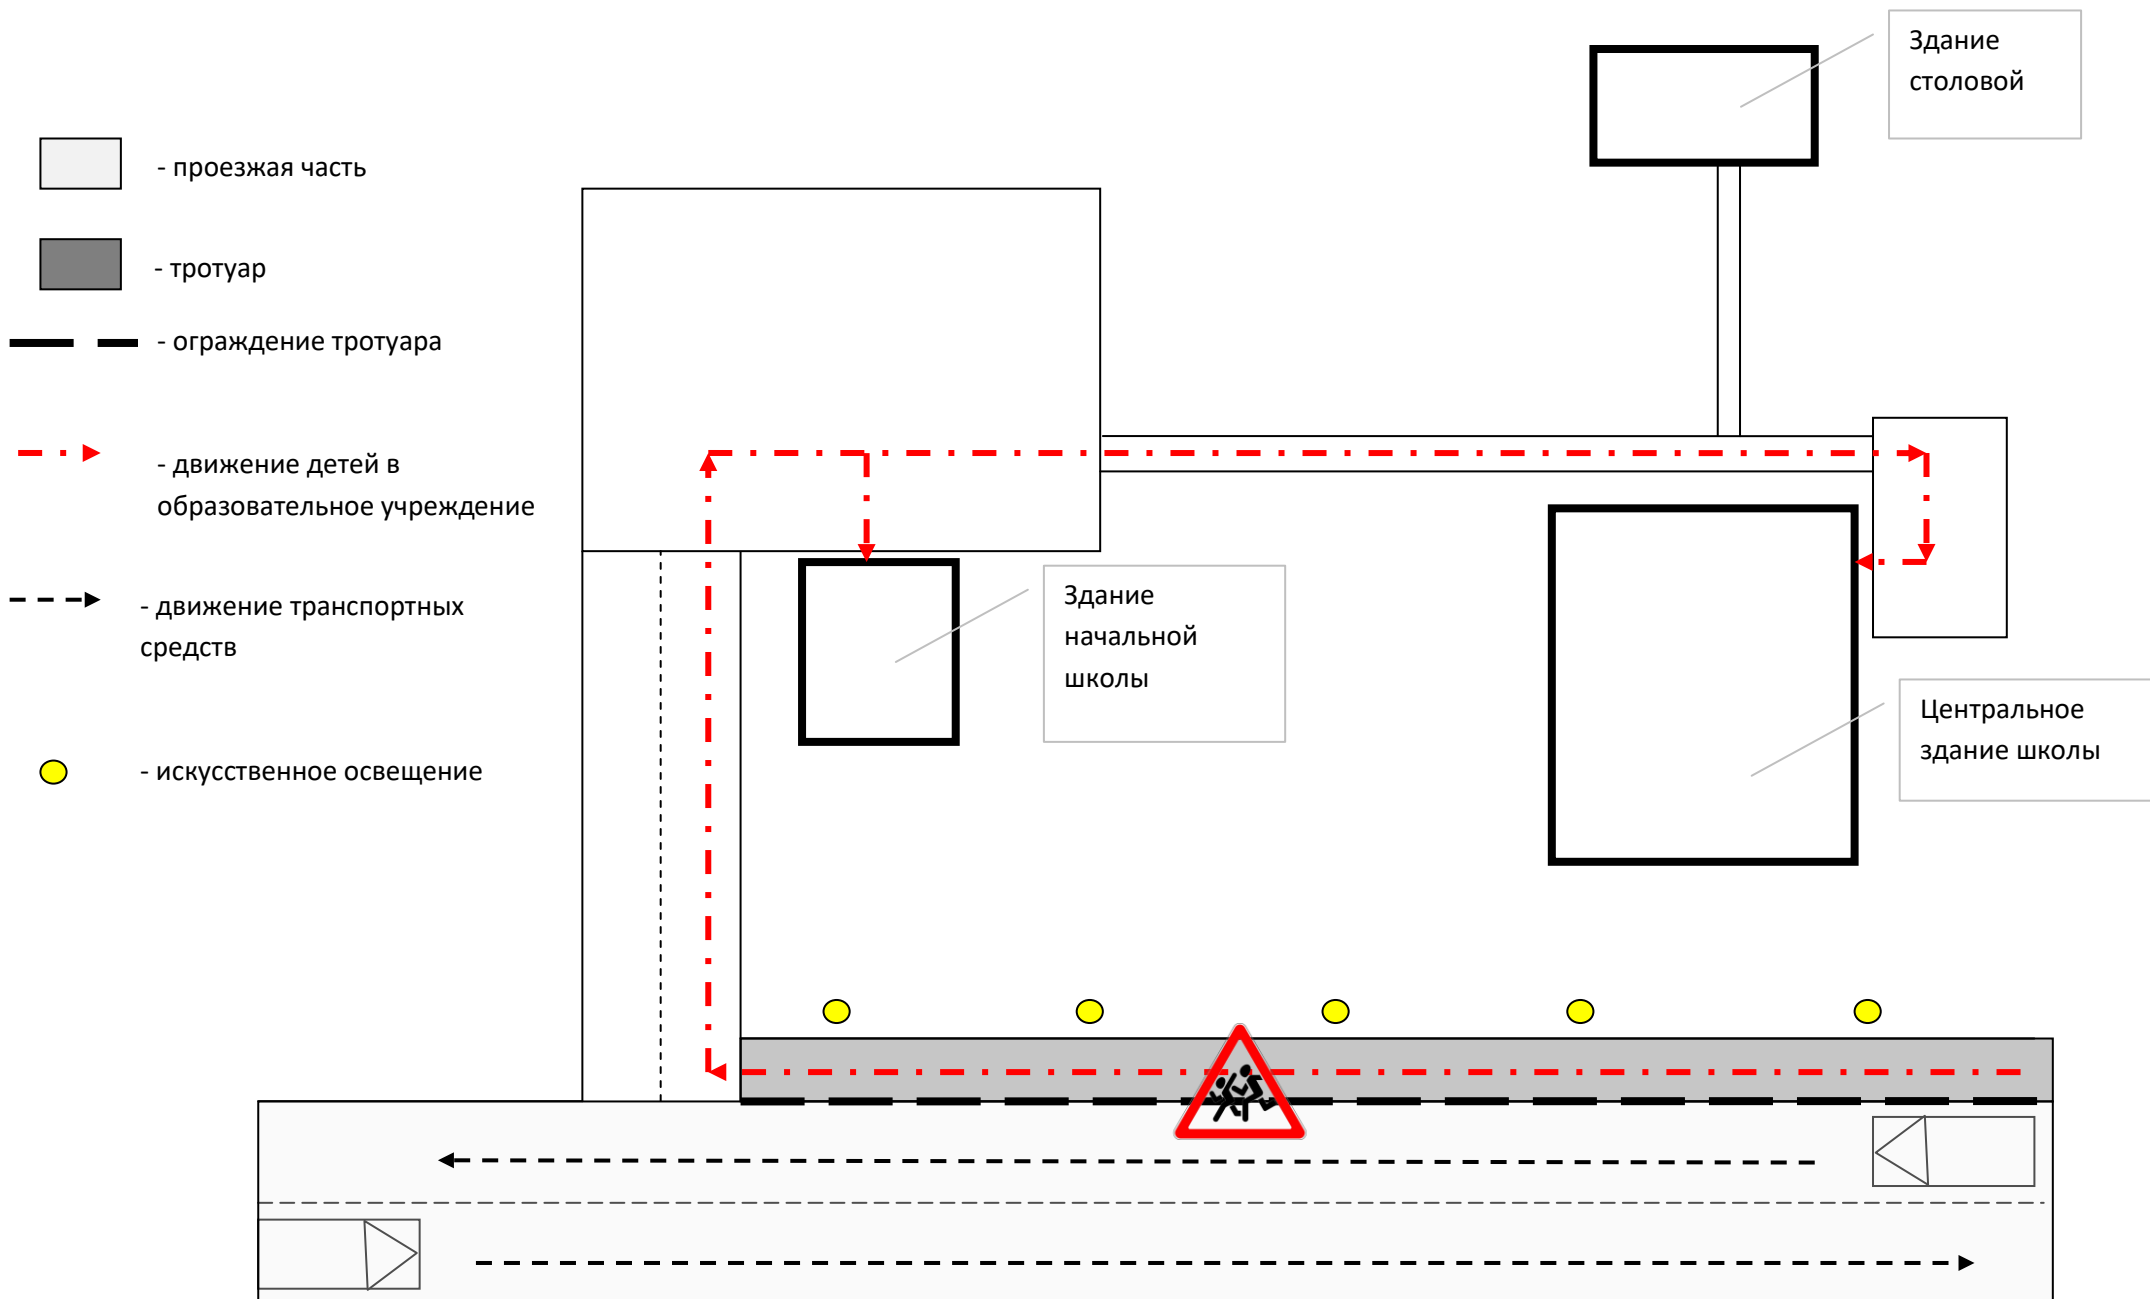 Здание
столовой
- проезжая часть
- тротуар
- ограждение тротуара
- движение детей в
образовательное учреждение
- движение транспортных
средств
- искусственное освещение
Здание
начальной
школы
Центральное
здание школы